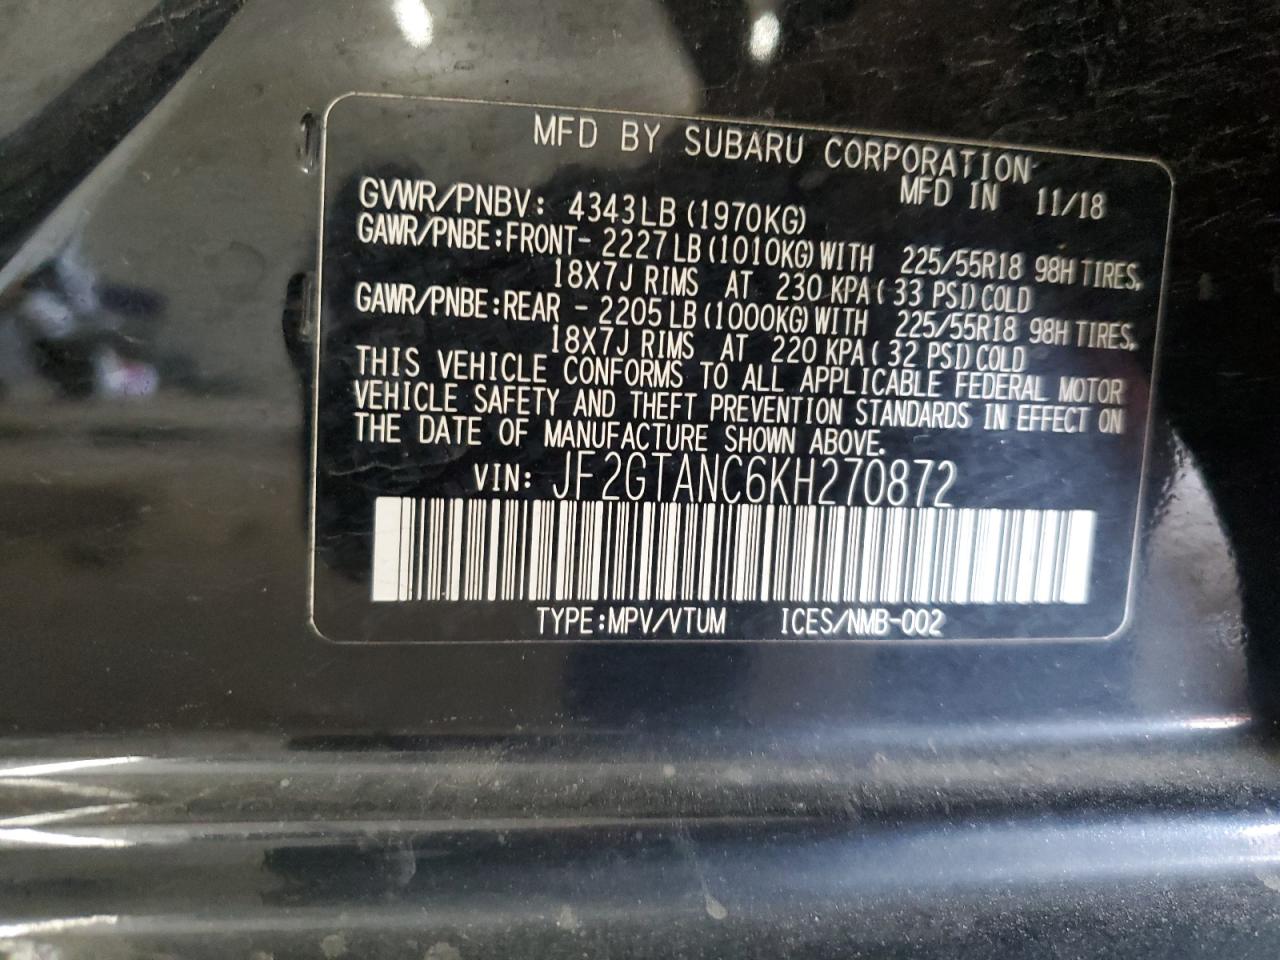 MFD BY SUBARU CORPORATION
MFD IN 11/18
GVWR/PNBV: 4343LB(1970KG)
GAWR/PNBE:FRONT- 2227LB(1010KG)WITH 225/55R18 98H TIRES,
18X7J RIMS AT 230 KPA( 33 PSI)COLD
GAWR/PNBE:REAR - 2205LB(1000KG)WITH 225/55R18 98H TIRES,
18X7J RIMS AT 220 KPA( 32 PSI)COLD
THIS VEHICLE CONFORMS TO ALL APPLICABLE FEDERAL MOTOR
VEHICLE SAFETY AND THEFT PREVENTION STANDARDS IN EFFECT ON
THE DATE OF MANUFACTURE SHOWN ABOVE.
VIN: JF2GTANC6KH270872
TYPE:MPV/VTUM ICES/NMB-002